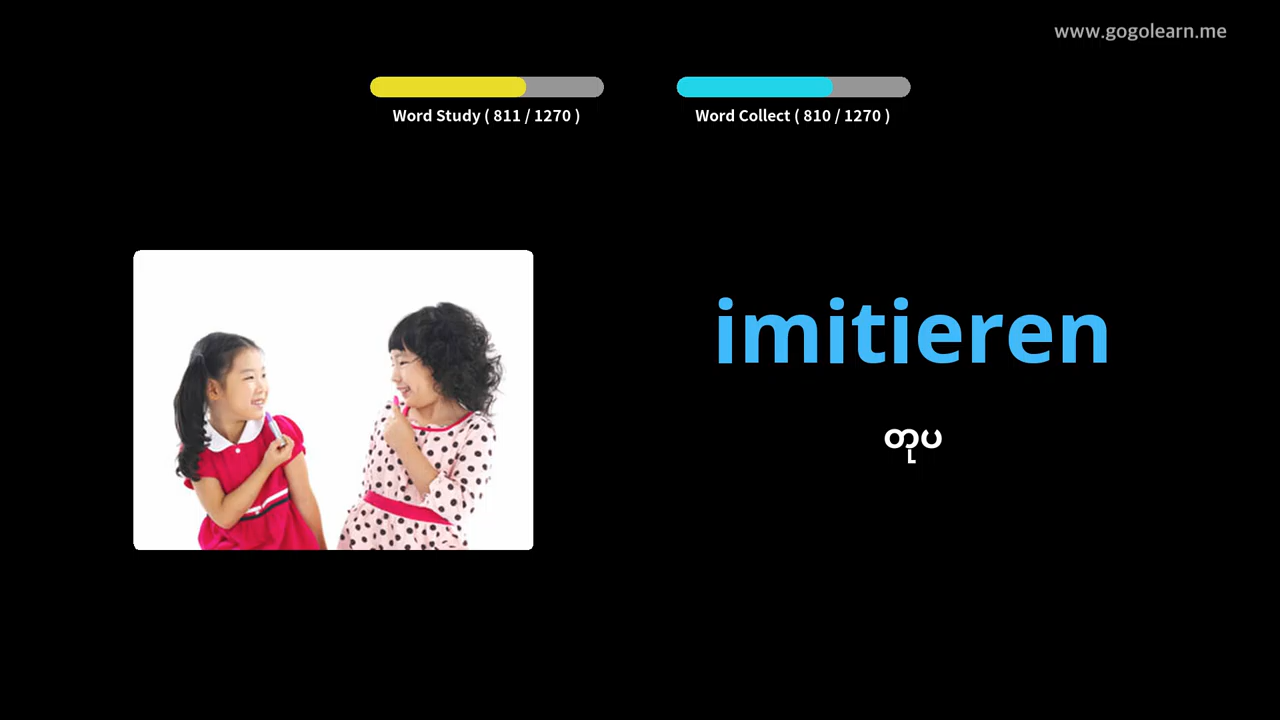 www.gogolearn.me
Word Study ( 811 / 1270 )
Word Collect ( 810 / 1270 )
imitieren
တုပ